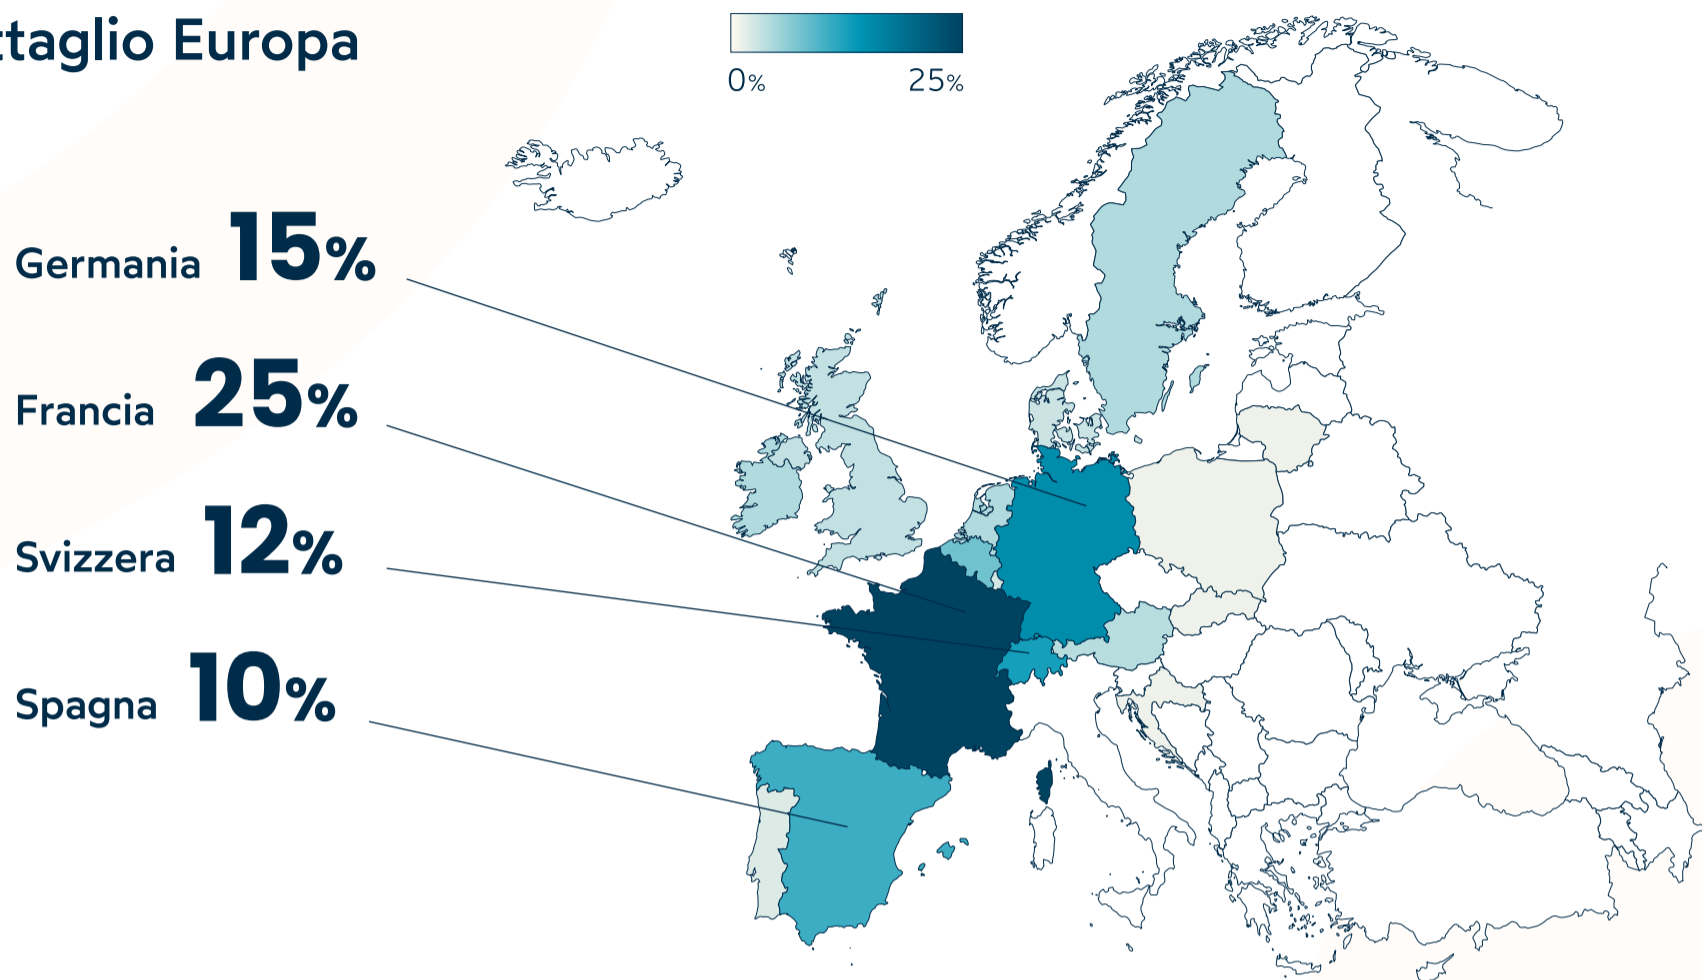 ttaglio Europa
0% 25%
Germania 15%
Francia 25%
Svizzera 12%
Spagna 10%